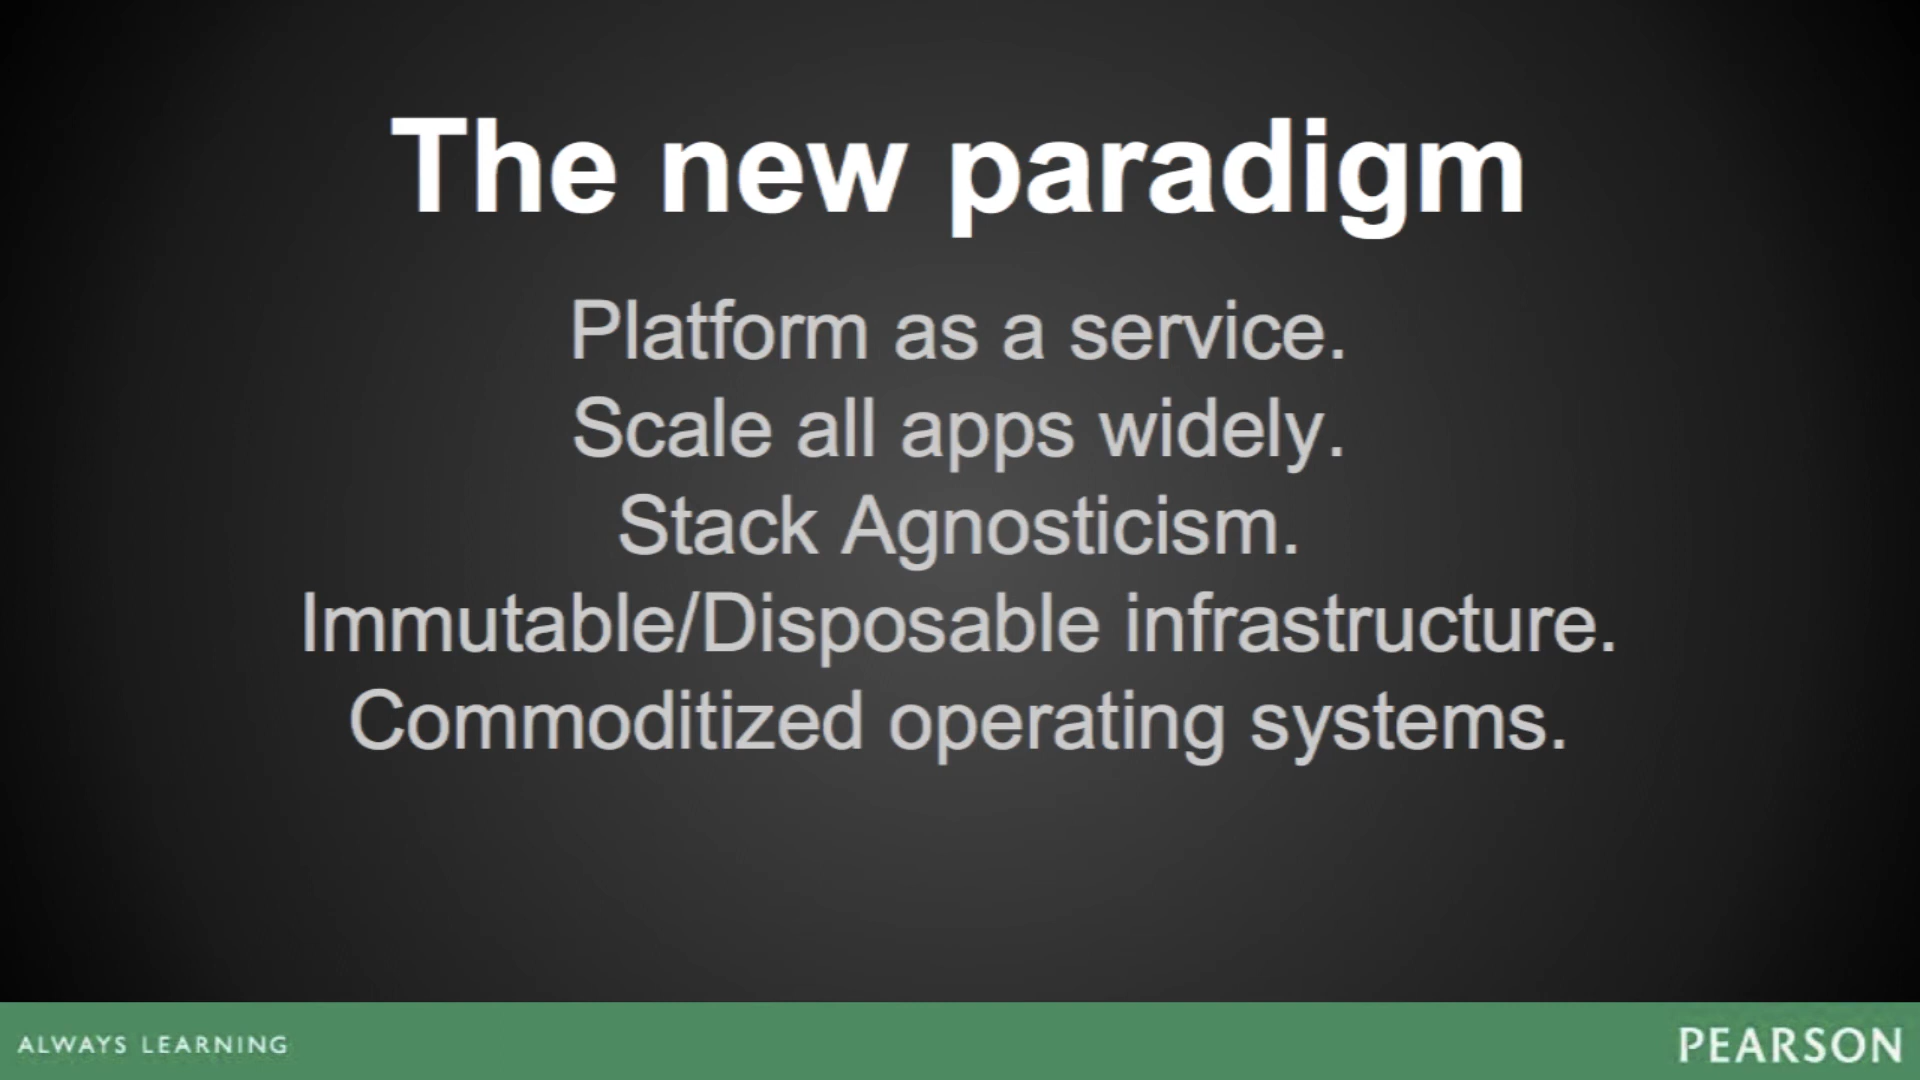 The new paradigm
Platform as a service.
Scale all apps widely.
Stack Agnosticism.
Immutable/Disposable infrastructure.
Commoditized operating systems.
ALWAYS LEARNING
PEARSON